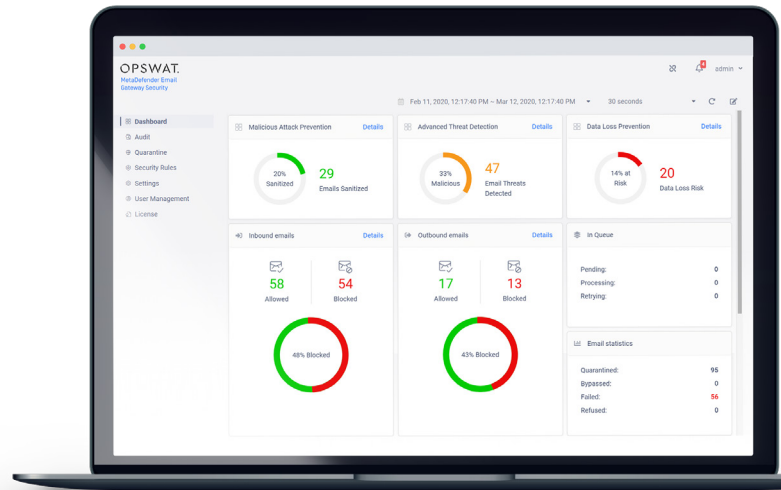 OPSWAT.
MetaDefender Email
Gateway Security
4
admin
Feb 11, 2020, 12:17:40 PM – Mar 12, 2020, 12:17:40 PM
30 seconds
Dashboard
Audit
Quarantine
Security Rules
Settings
User Management
License
Malicious Attack Prevention
Details
20%
Sanitized
29
Emails Sanitized
Advanced Threat Detection
Details
33%
Malicious
47
Email Threats
Detected
Data Loss Prevention
Details
14% at
Risk
20
Data Loss Risk
Inbound emails
Details
58
Allowed
54
Blocked
48% Blocked
Outbound emails
Details
17
Allowed
13
Blocked
43% Blocked
In Queue
Pending: 0
Processing: 0
Retrying: 0
Email statistics
Quarantined: 95
Bypassed: 0
Failed: 56
Refused: 0